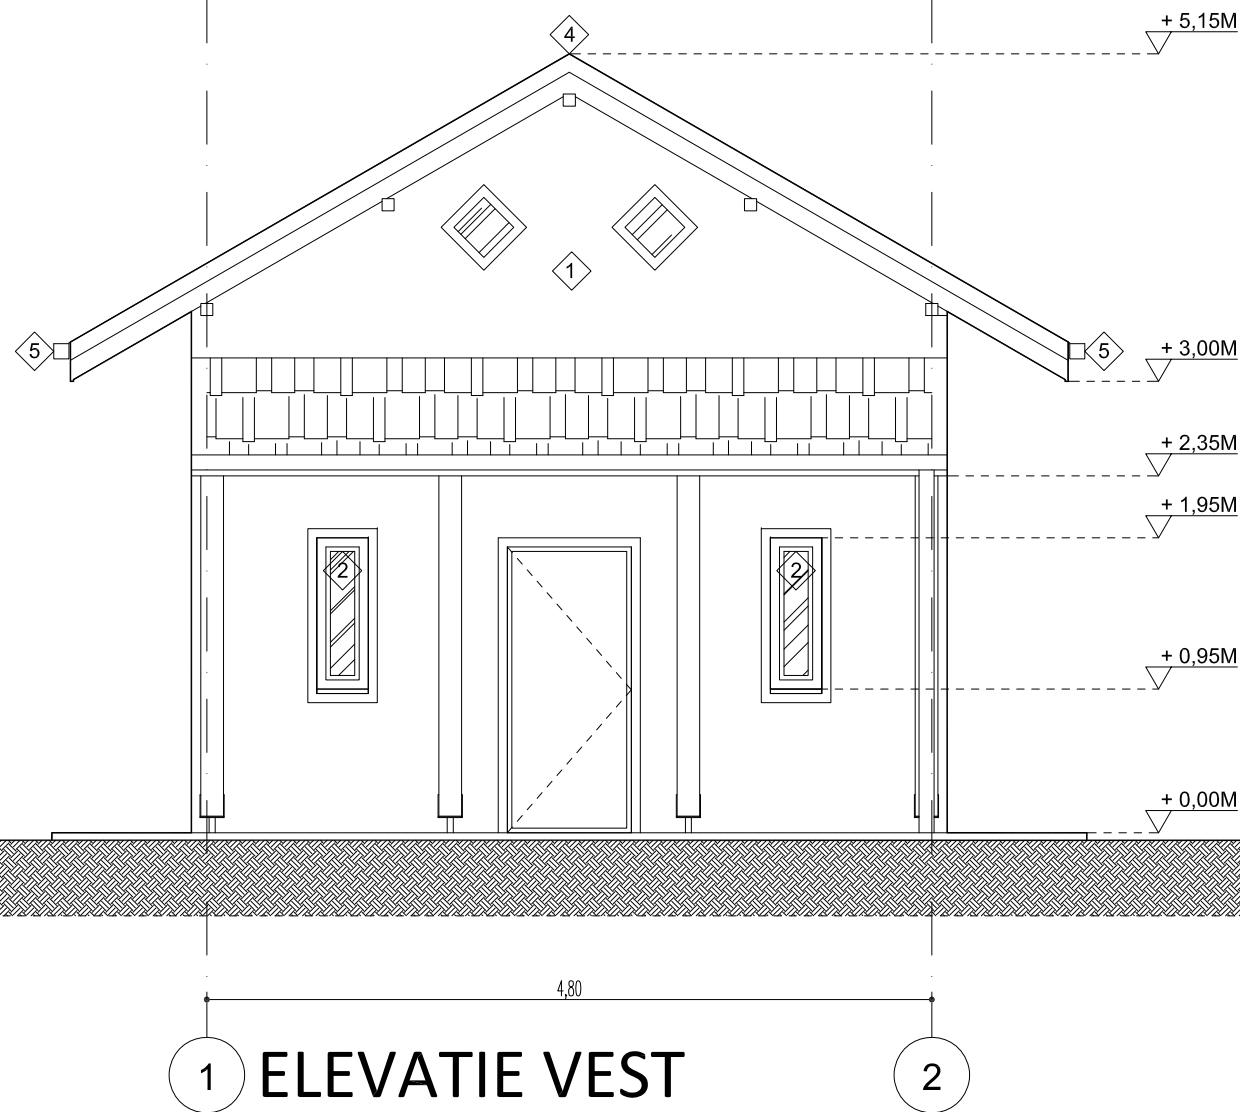 + 5,15M
4
1
5
5
+ 3,00M
+ 2,35M
+ 1,95M
2
2
+ 0,95M
+ 0,00M
4,80
1 ELEVATIE VEST 2